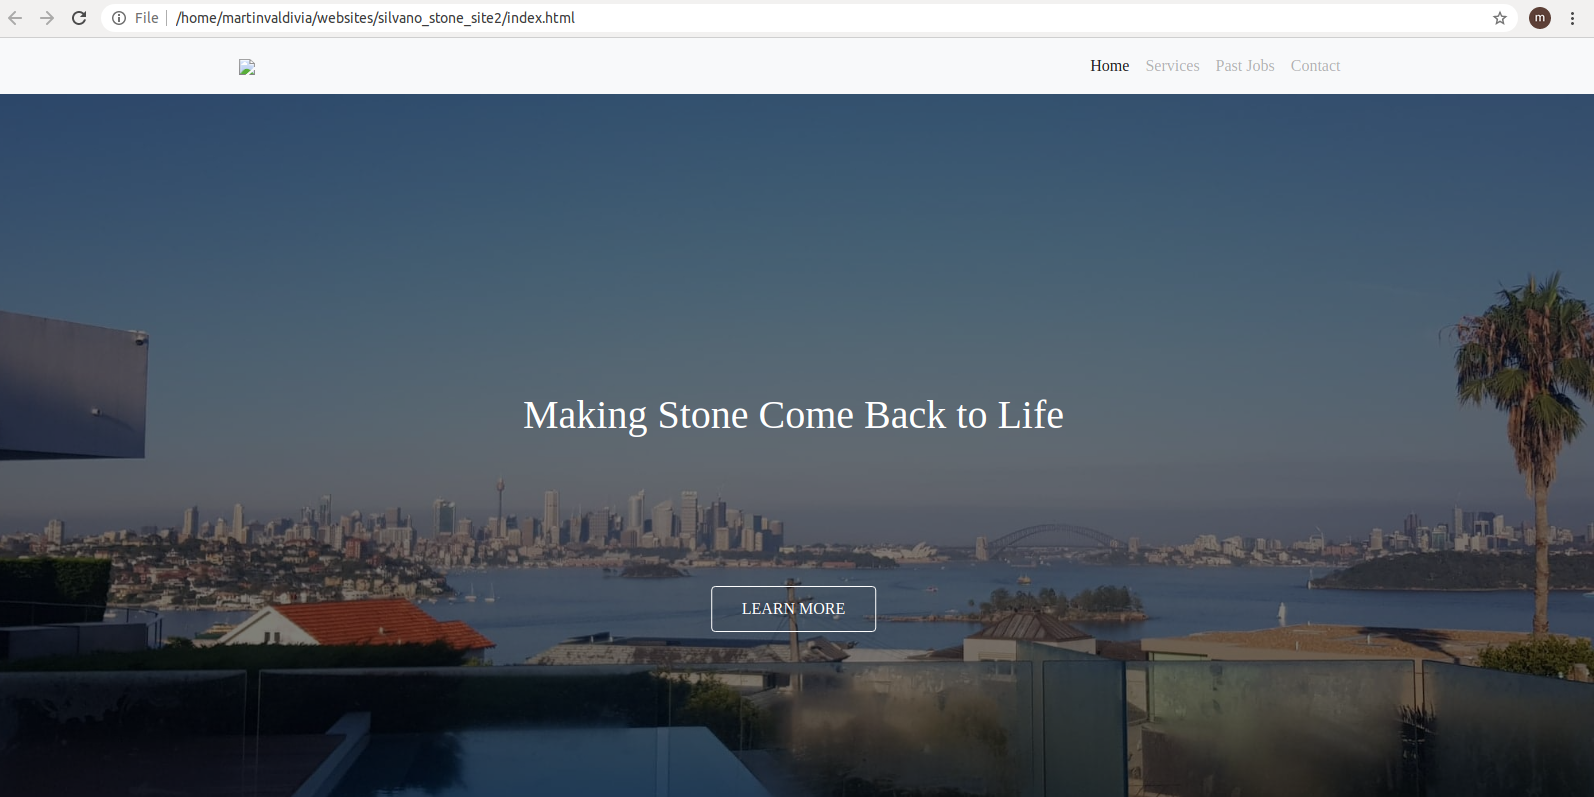 File
/home/martinvaldivia/websites/silvano_stone_site2/index.html
m
Home Services Past Jobs Contact
Making Stone Come Back to Life
LEARN MORE